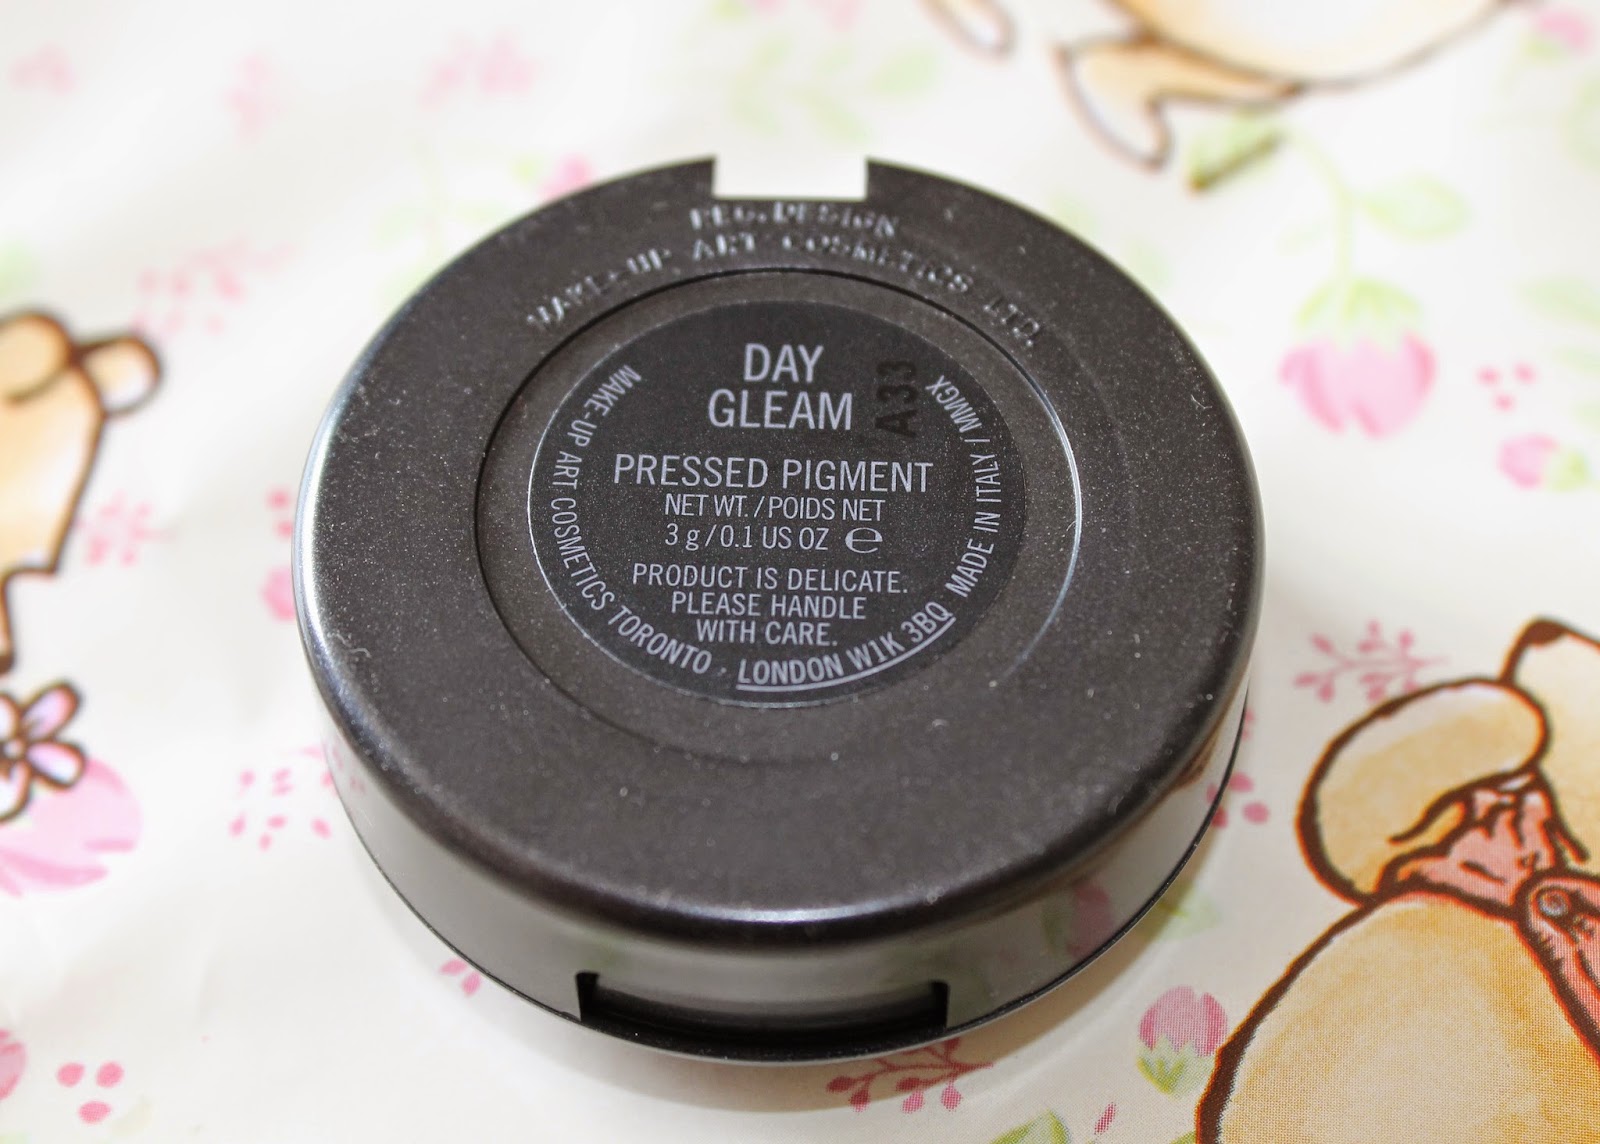 REG. DESIGN
MAKE-UP ART COSMETICS LTD.
DAY
GLEAM
A33
PRESSED PIGMENT
NET WT. / POIDS NET
3 g / 0.1 US OZ ℮
PRODUCT IS DELICATE.
PLEASE HANDLE
WITH CARE.
MAKE-UP ART COSMETICS TORONTO · LONDON W1K 3BQ MADE IN ITALY / MMGX